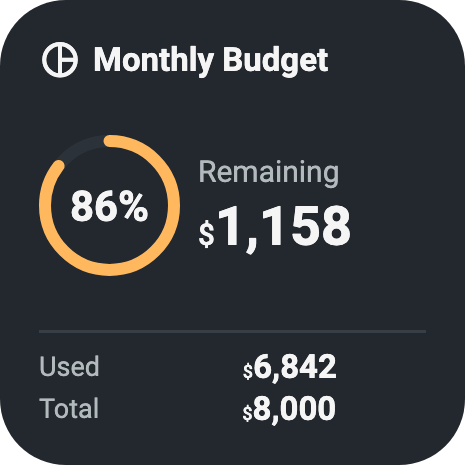 Monthly Budget
86%
Remaining
$1,158
Used $6,842
Total $8,000